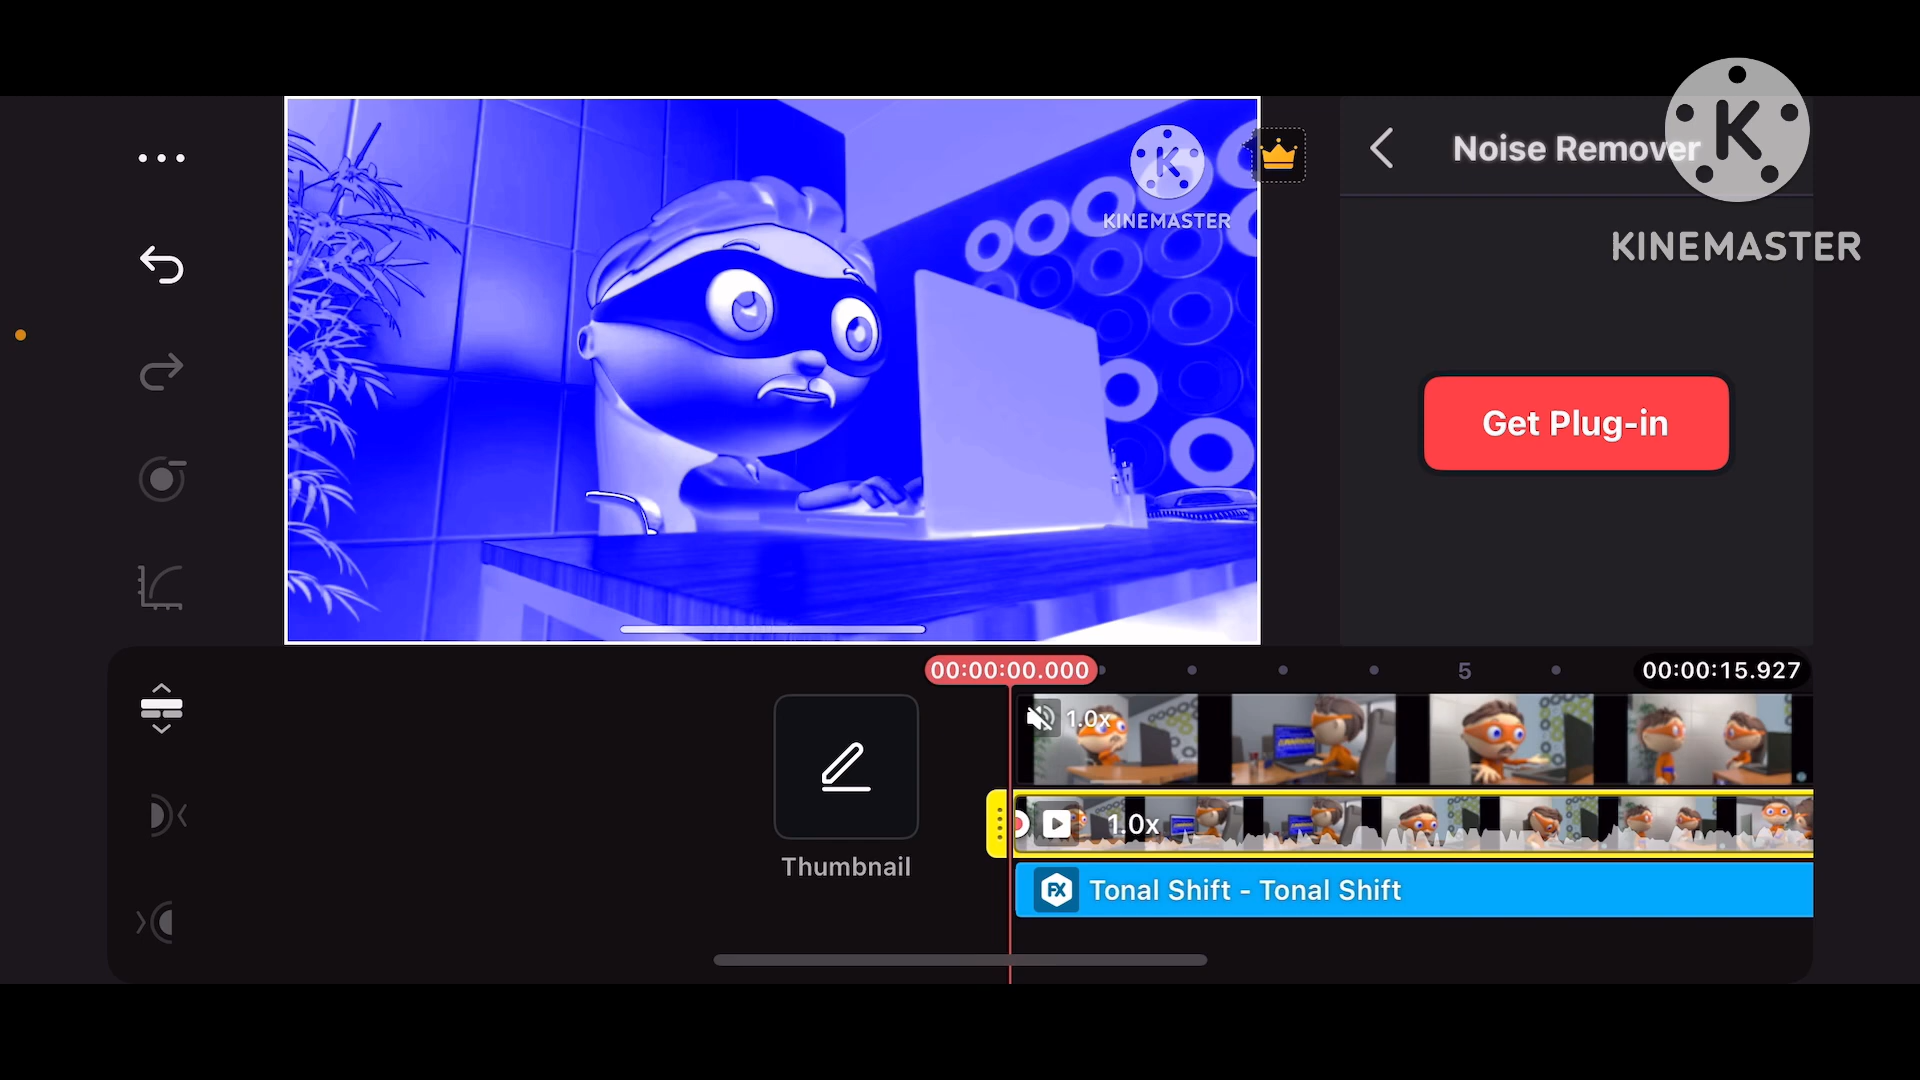 Noise Remover
K
KINEMASTER
K
KINEMASTER
Get Plug-in
00:00:00.000
5
00:00:15.927
1.0x
1.0x
Thumbnail
FX
Tonal Shift - Tonal Shift